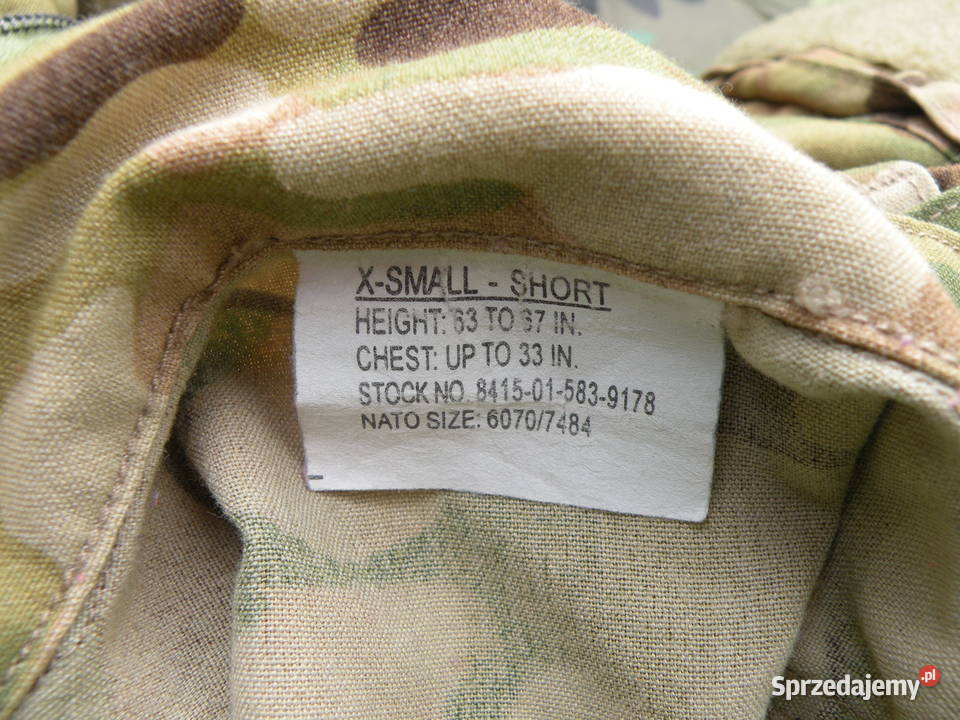 X-SMALL - SHORT
HEIGHT: 63 TO 67 IN.
CHEST: UP TO 33 IN.
STOCK NO. 8415-01-583-9178
NATO SIZE: 6070/7484
Sprzedajemy.pl